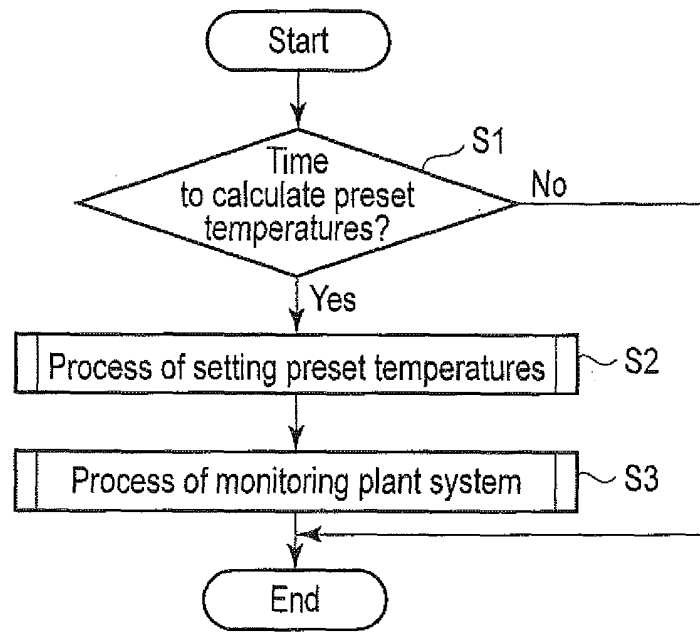 Start
S1
Time
to calculate preset
temperatures?
No
Yes
Process of setting preset temperatures
S2
Process of monitoring plant system
S3
End